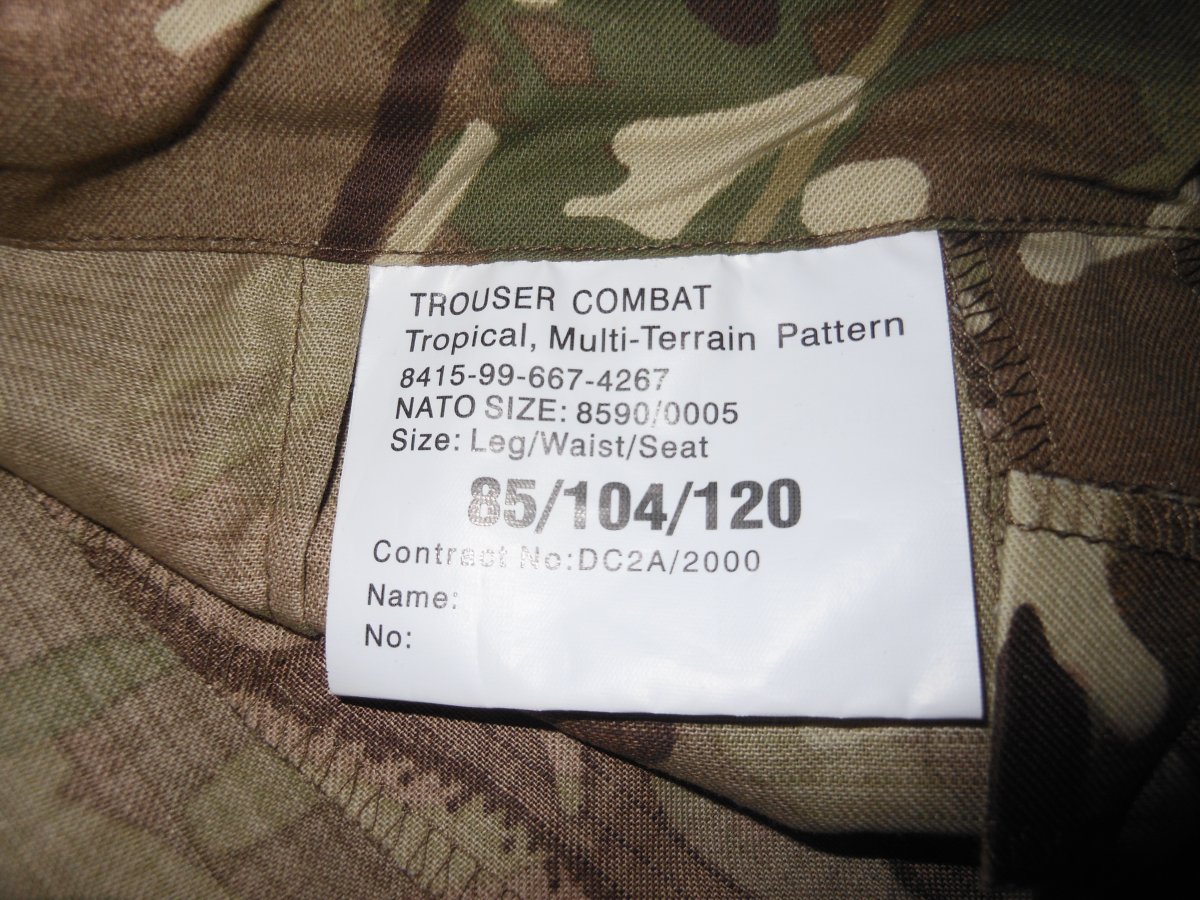 TROUSER COMBAT
Tropical, Multi-Terrain Pattern
8415-99-667-4267
NATO SIZE: 8590/0005
Size: Leg/Waist/Seat
85/104/120
Contract No:DC2A/2000
Name:
No: